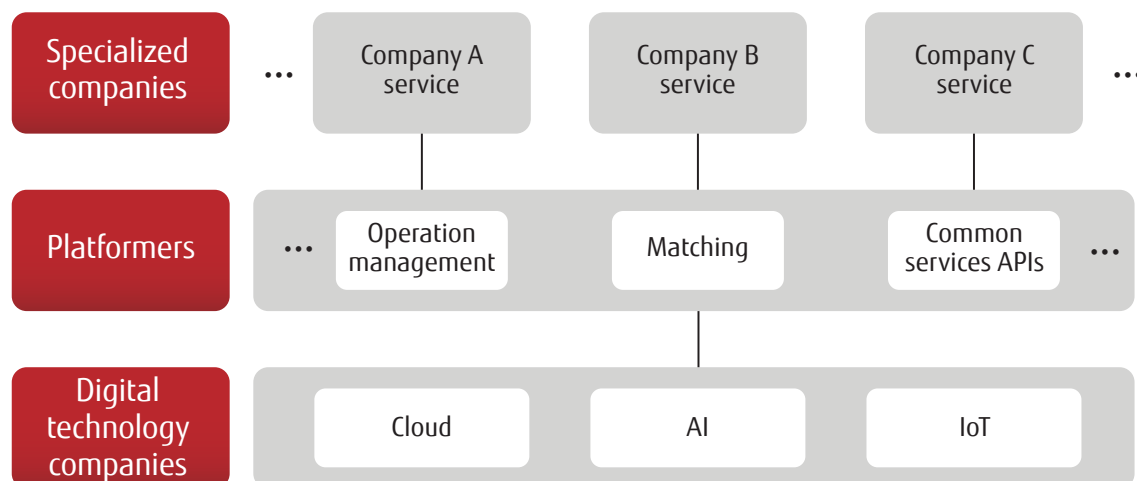 Specialized
companies
...
Company A
service
Company B
service
Company C
service
...
Platformers
...
Operation
management
Matching
Common
services APIs
...
Digital
technology
companies
Cloud
AI
IoT